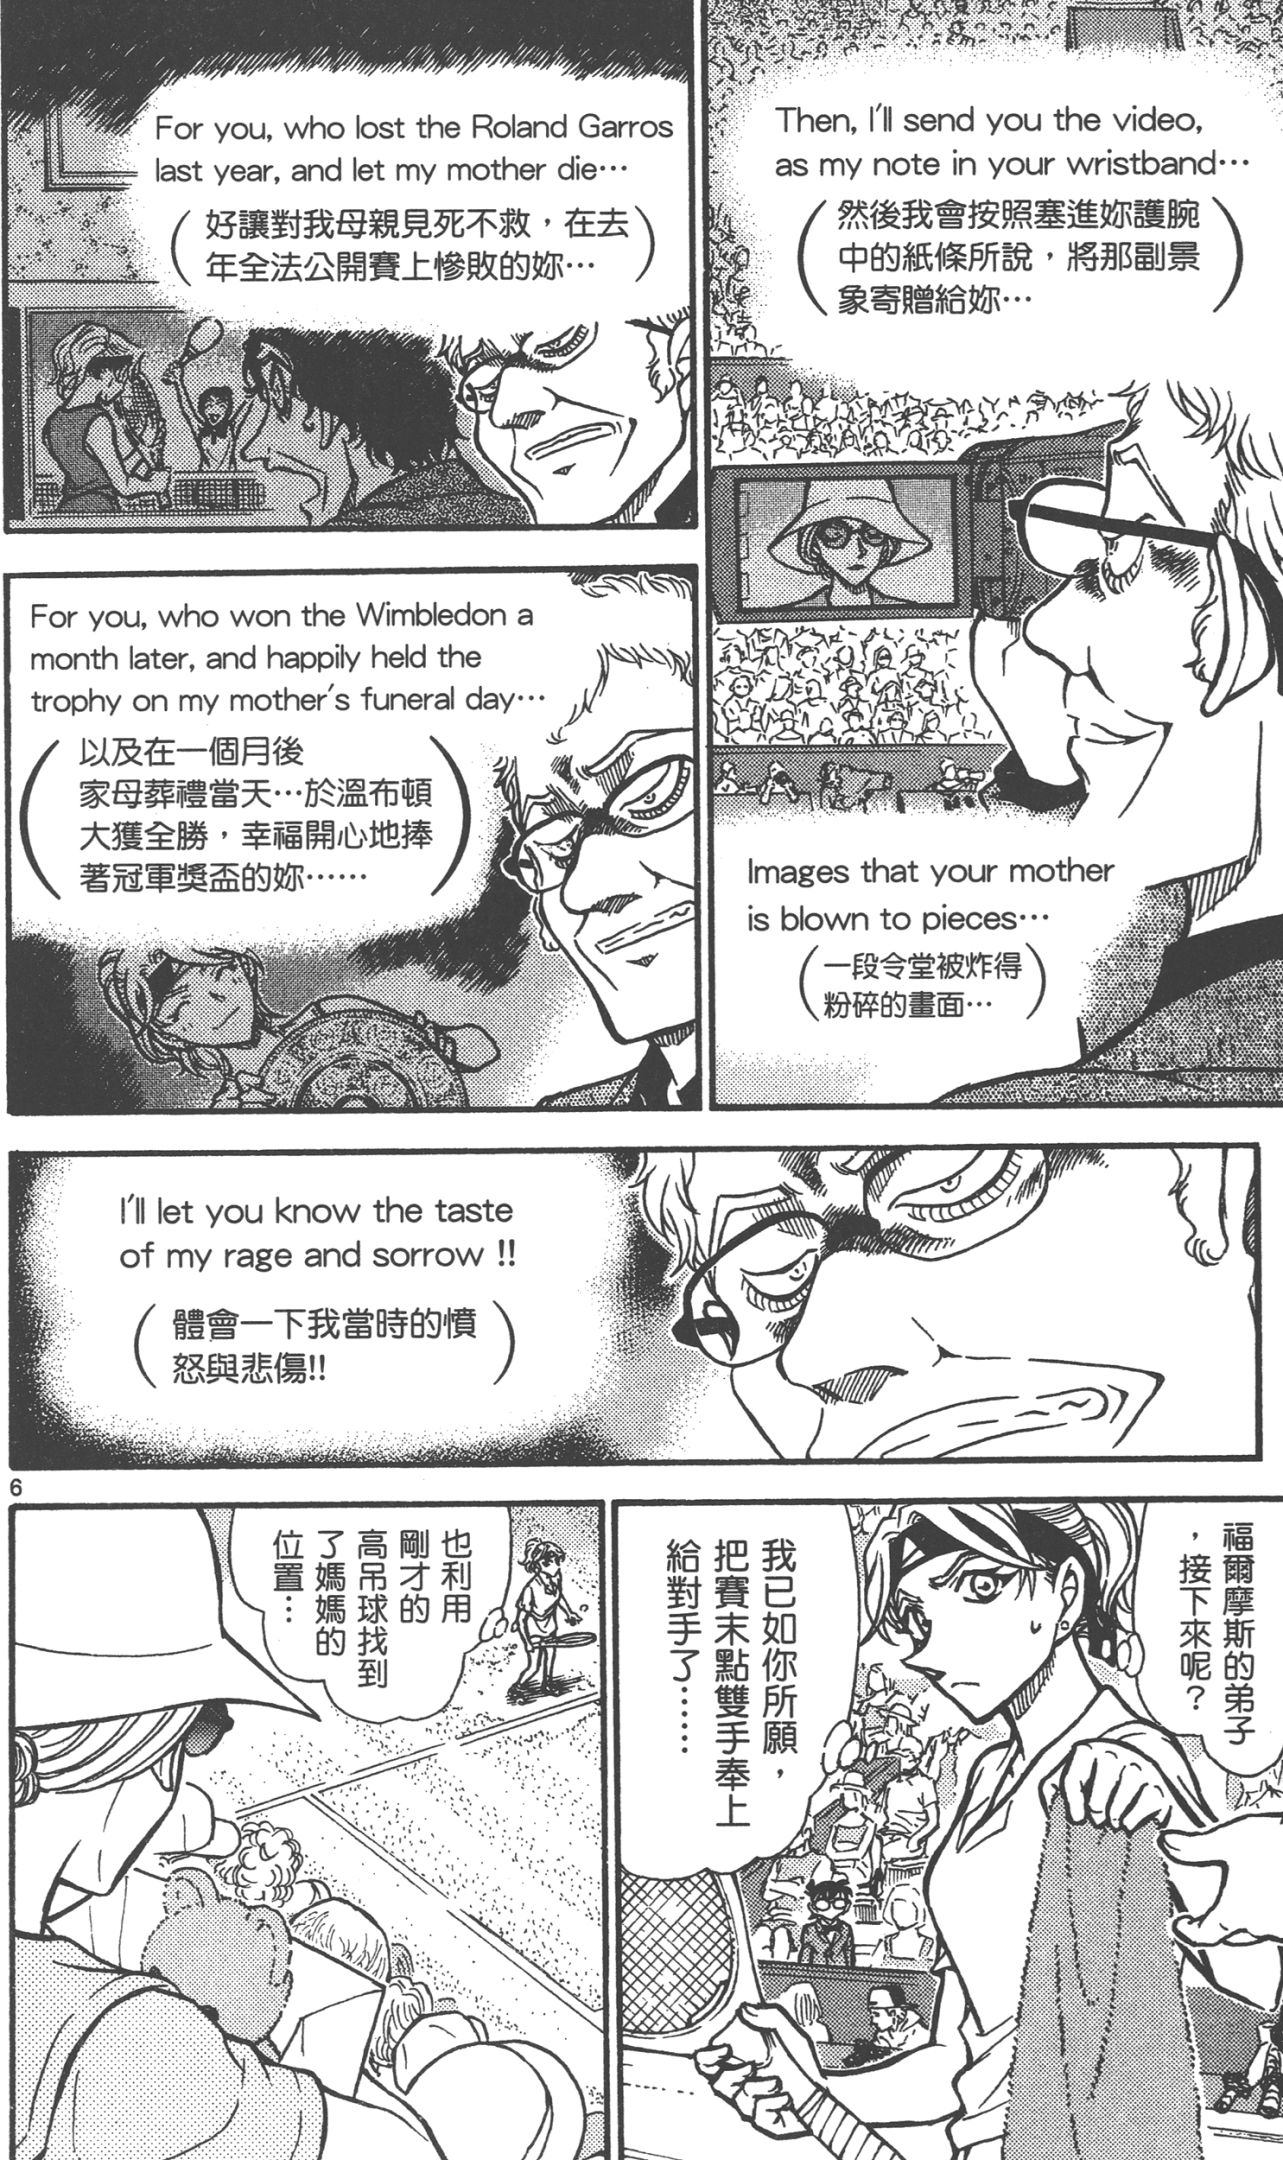 Then, I'll send you the video,
as my note in your wristband…
(然後我會按照塞進妳護腕
中的紙條所說，將那副景
象寄贈給妳…)
Images that your mother
is blown to pieces…
(一段令堂被炸得
粉碎的畫面…)
For you, who lost the Roland Garros
last year, and let my mother die…
(好讓對我母親見死不救，在去
年全法公開賽上慘敗的妳…)
For you, who won the Wimbledon a
month later, and happily held the
trophy on my mother's funeral day…
(以及在一個月後
家母葬禮當天…於溫布頓
大獲全勝，幸福開心地捧
著冠軍獎盃的妳……)
I'll let you know the taste
of my rage and sorrow !!
(體會一下我當時的憤
怒與悲傷!!)
6
福爾摩斯的弟子
，接下來呢？
我已如你所願，
把賽末點雙手奉上
給對手了……
也利用
剛才的
高吊球找到
了媽媽的
位置…